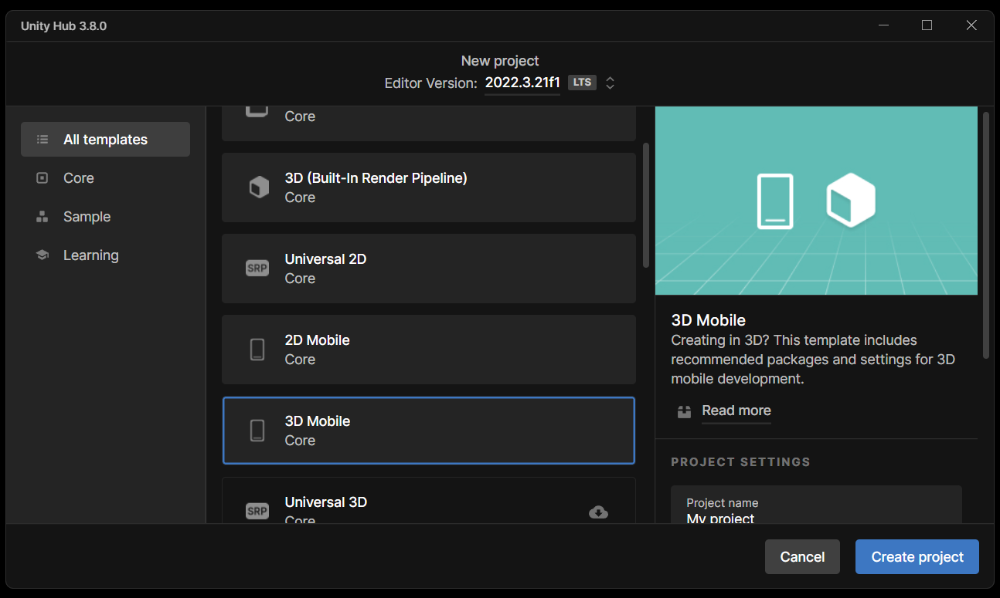 Unity Hub 3.8.0
New project
Editor Version: 2022.3.21f1 LTS
All templates
Core
Sample
Learning
Core
3D (Built-In Render Pipeline)
Core
SRP
Universal 2D
Core
2D Mobile
Core
3D Mobile
Core
SRP
Universal 3D
Core
3D Mobile
Creating in 3D? This template includes
recommended packages and settings for 3D
mobile development.
Read more
PROJECT SETTINGS
Project name
My project
Cancel
Create project